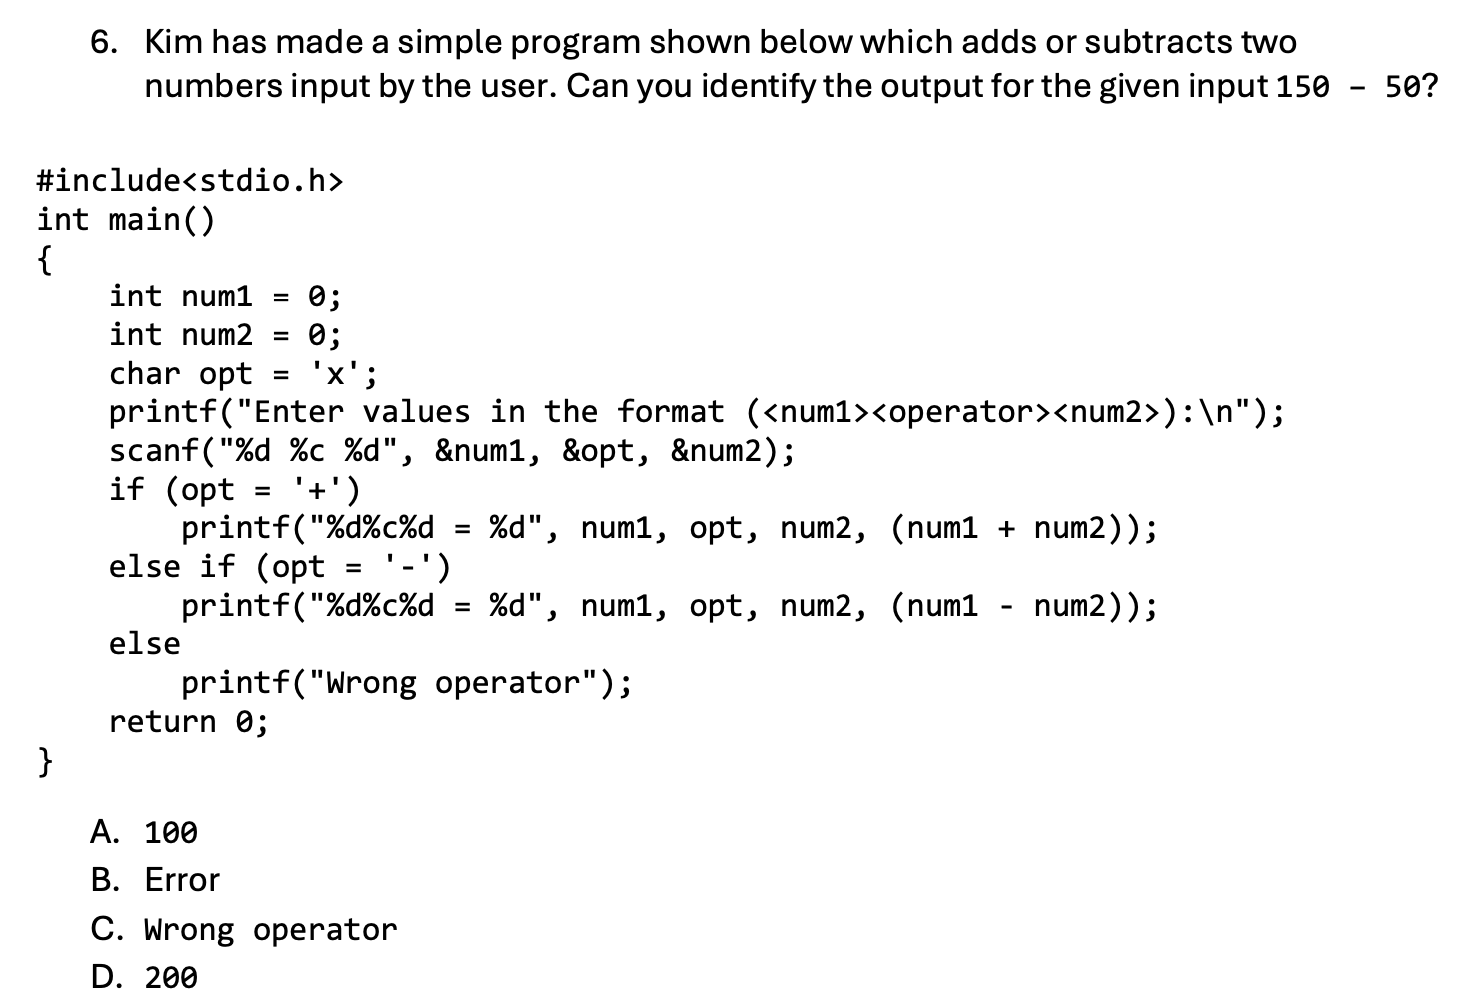 6. Kim has made a simple program shown below which adds or subtracts two
numbers input by the user. Can you identify the output for the given input 150 - 50?
#include<stdio.h>
int main()
{
    int num1 = 0;
    int num2 = 0;
    char opt = 'x';
    printf("Enter values in the format (<num1><operator><num2>):\n");
    scanf("%d %c %d", &num1, &opt, &num2);
    if (opt = '+')
        printf("%d%c%d = %d", num1, opt, num2, (num1 + num2));
    else if (opt = '-')
        printf("%d%c%d = %d", num1, opt, num2, (num1 - num2));
    else
        printf("Wrong operator");
    return 0;
}
A. 100
B. Error
C. Wrong operator
D. 200